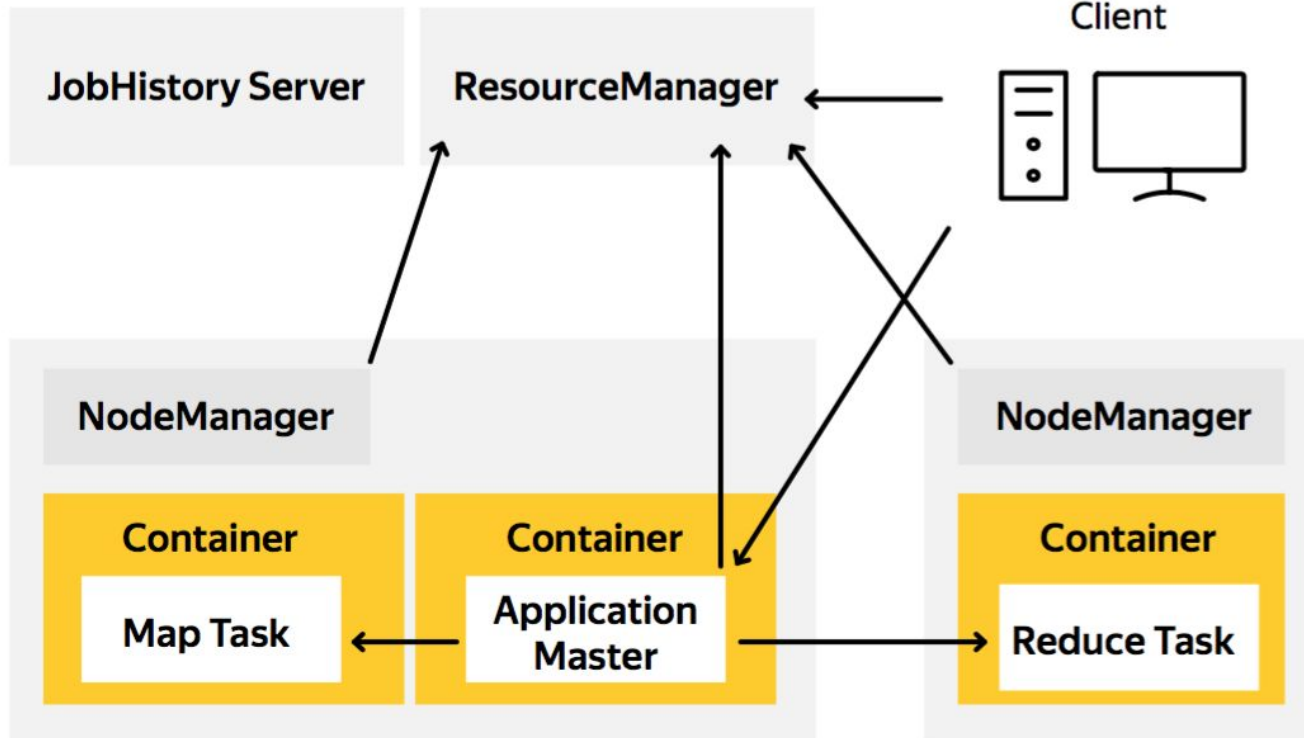 Client
JobHistory Server
ResourceManager
NodeManager
NodeManager
Container
Container
Container
Map Task
Application
Master
Reduce Task